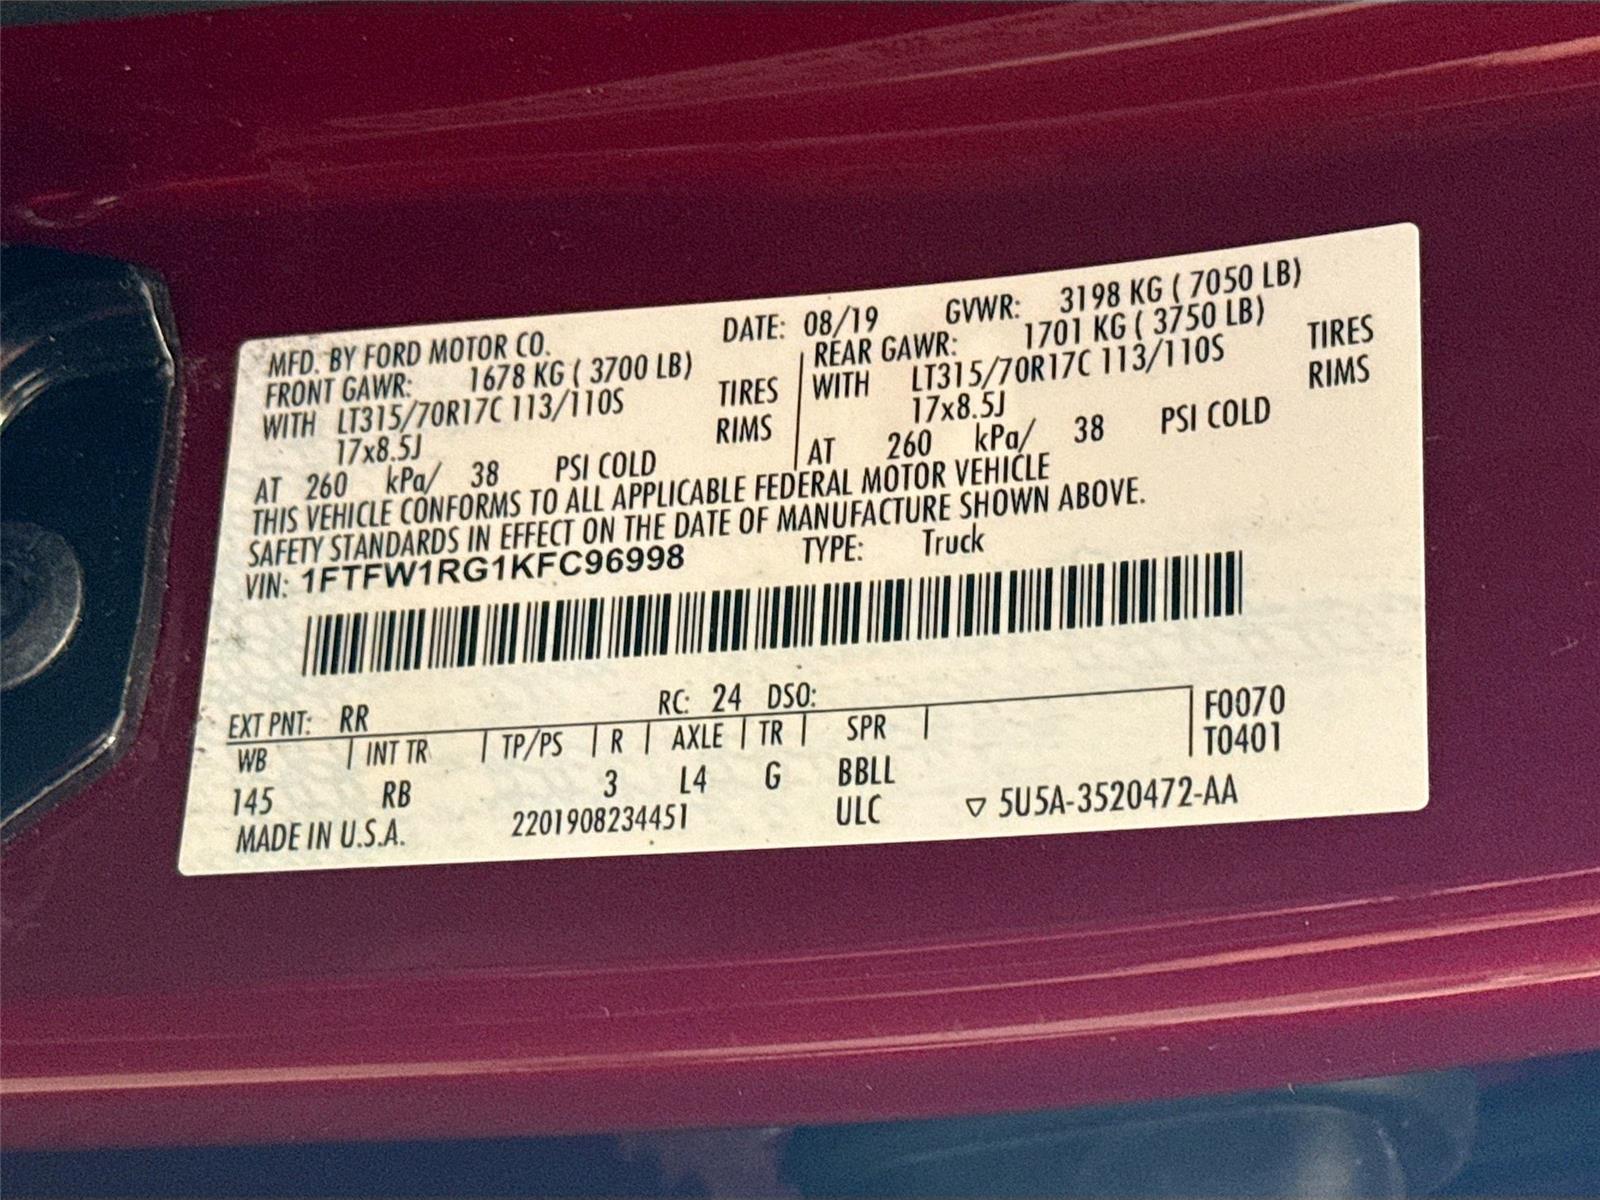 MFD. BY FORD MOTOR CO. DATE: 08/19 GVWR: 3198 KG ( 7050 LB)
FRONT GAWR: 1678 KG ( 3700 LB)
WITH LT315/70R17C 113/110S TIRES
17x8.5J RIMS
AT 260 kPa/ 38 PSI COLD
REAR GAWR: 1701 KG ( 3750 LB)
WITH LT315/70R17C 113/110S TIRES
17x8.5J RIMS
AT 260 kPa/ 38 PSI COLD
THIS VEHICLE CONFORMS TO ALL APPLICABLE FEDERAL MOTOR VEHICLE
SAFETY STANDARDS IN EFFECT ON THE DATE OF MANUFACTURE SHOWN ABOVE.
VIN: 1FTFW1RG1KFC96998 TYPE: Truck
EXT PNT: RR RC: 24 DSO:
WB | INT TR | TP/PS | R | AXLE | TR | SPR | F0070
T0401
145 RB 3 L4 G BBLL
MADE IN U.S.A. 2201908234451 ULC ▽ 5U5A-3520472-AA